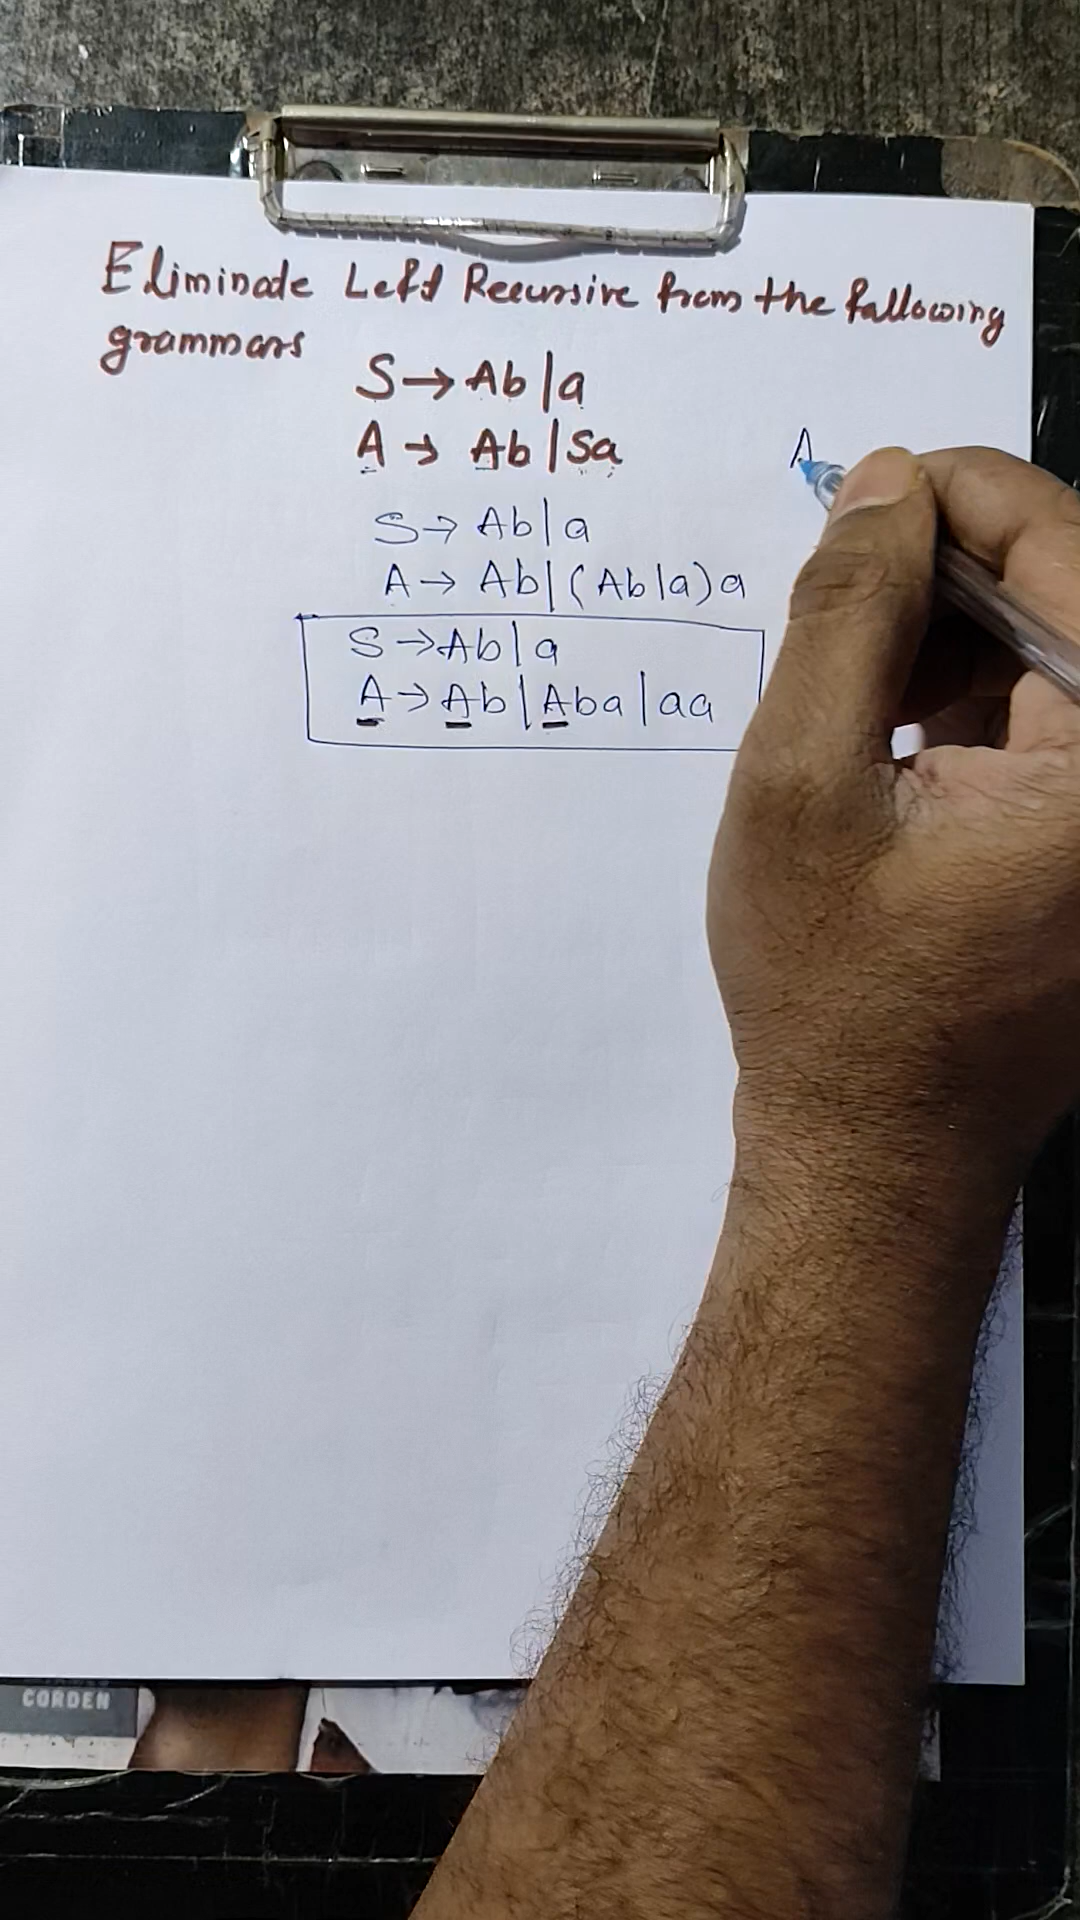 Eliminate Left Recursive from the following
grammars
S → Ab | a
A → Ab | Sa
A
S → Ab | a
A → Ab | (Ab | a) a
S → Ab | a
A → Ab | Aba | aa
CORDEN